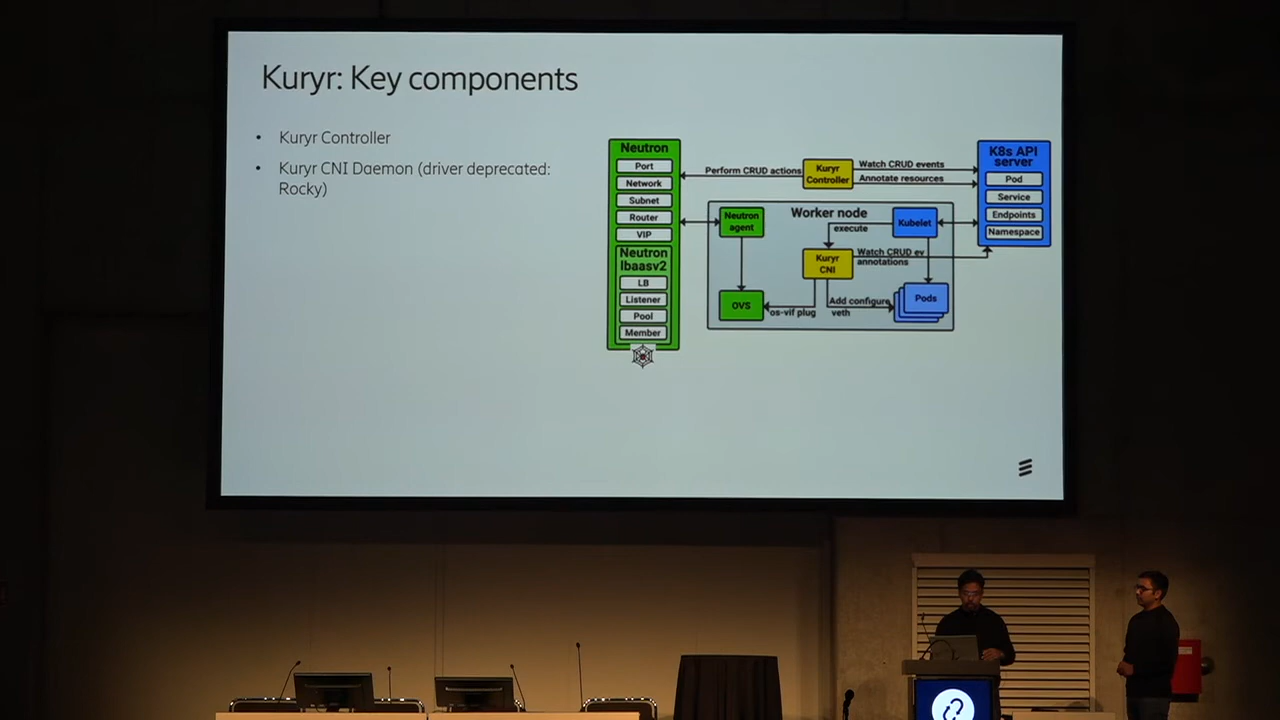 Kuryr: Key components
• Kuryr Controller
• Kuryr CNI Daemon (driver deprecated:
Rocky)
Neutron
Port
Network
Subnet
Router
VIP
Neutron
lbaasv2
LB
Listener
Pool
Member
Perform CRUD actions
Kuryr
Controller
Watch CRUD events
Annotate resources
K8s API
server
Pod
Service
Endpoints
Namespace
Worker node
Neutron
agent
execute
Kubelet
Kuryr
CNI
Watch CRUD ev
annotations
OVS
os-vif plug
Add configure
veth
Pods